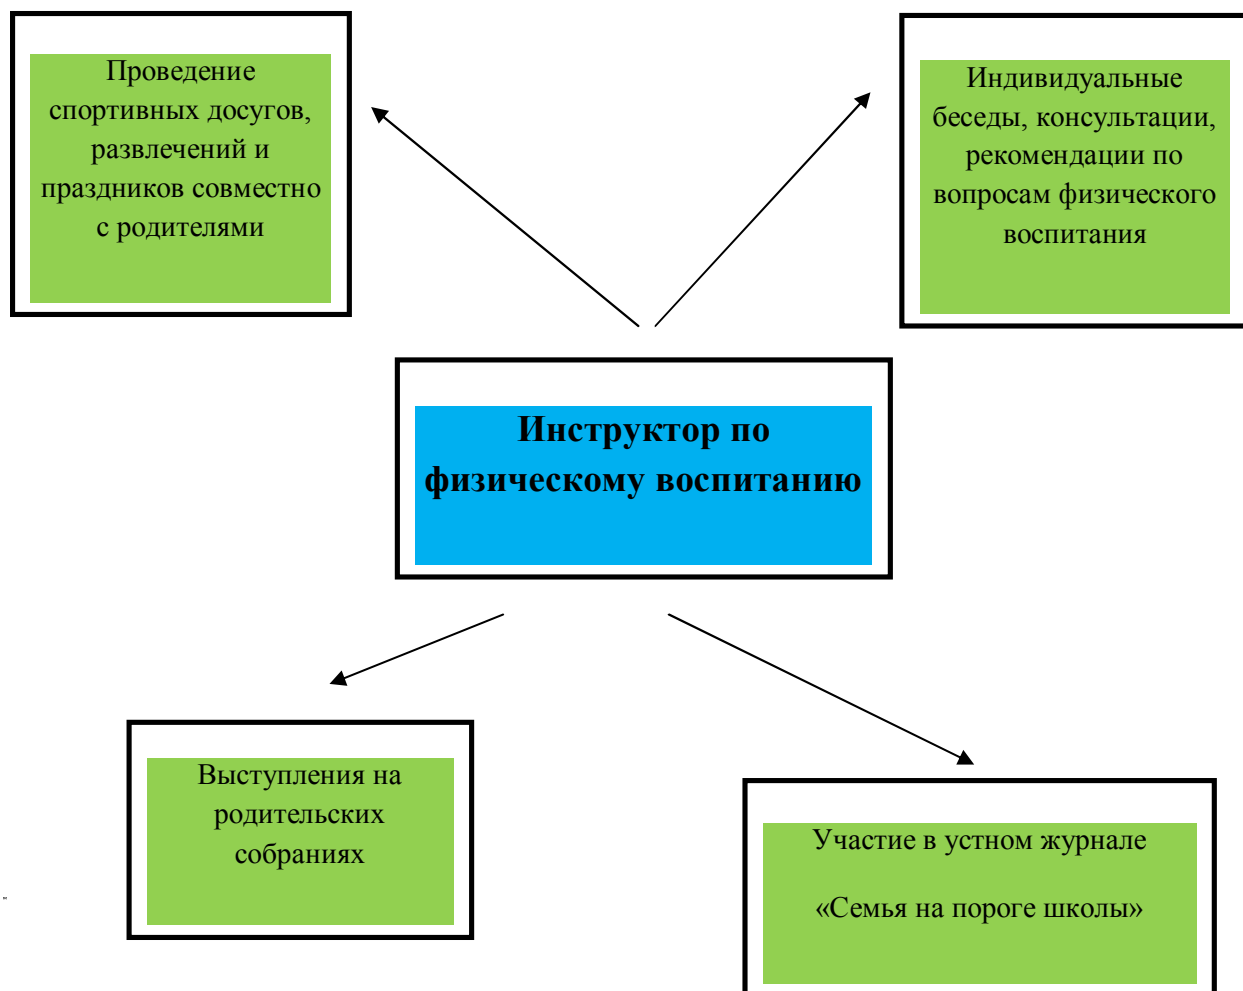 Проведение
спортивных досугов,
развлечений и
праздников совместно
с родителями
Индивидуальные
беседы, консультации,
рекомендации по
вопросам физического
воспитания
Инструктор по
физическому воспитанию
Выступления на
родительских
собраниях
Участие в устном журнале
«Семья на пороге школы»